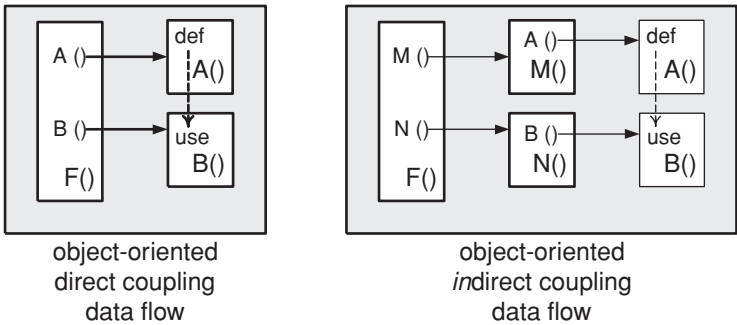 A () def
A()
B () use
B()
F()
M () A () def
M() A()
N () B () use
N() B()
F()
object-oriented
direct coupling
data flow
object-oriented
indirect coupling
data flow